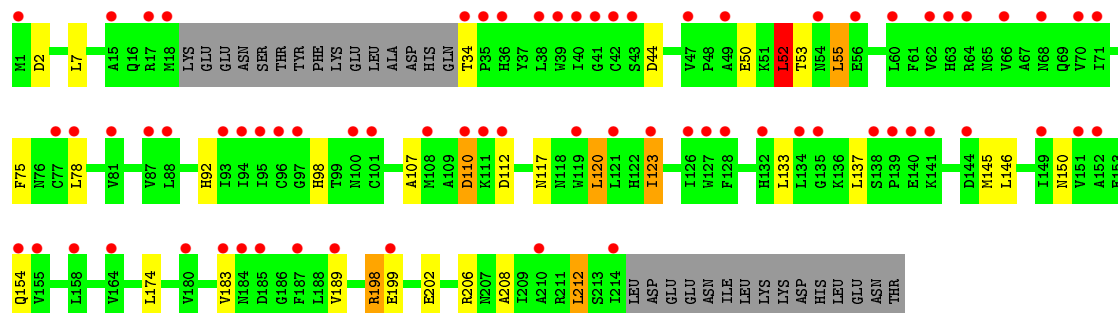 M1 D2 L7 A15 Q16 R17 M18 LYS GLU GLU ASN SER THR TYR PHE LYS GLU LEU ALA ASP HIS GLN T34 P35 H36 Y37 L38 W39 I40 G41 C42 S43 D44 V47 P48 A49 E50 K51 L52 T53 N54 L55 E56 L60 F61 V62 H63 R64 N65 V66 A67 N68 Q69 V70 I71
F75 N76 C77 L78 V81 V87 L88 H92 I93 I94 I95 C96 G97 H98 T99 N100 C101 A107 M108 A109 D110 K111 D112 N117 N118 W119 L120 L121 H122 I123 I126 W127 F128 H132 L133 L134 G135 K136 L137 S138 P139 E140 K141 D144 M145 L146 I149 N150 V151 A152 E153
Q154 V155 L158 V164 L174 V180 V183 N184 D185 G186 F187 L188 V189 R198 E199 E202 R206 N207 A208 I209 A210 R211 L212 S213 I214 LEU ASP GLU GLU ASN ILE LEU LYS LYS ASP HIS LEU GLU ASN THR